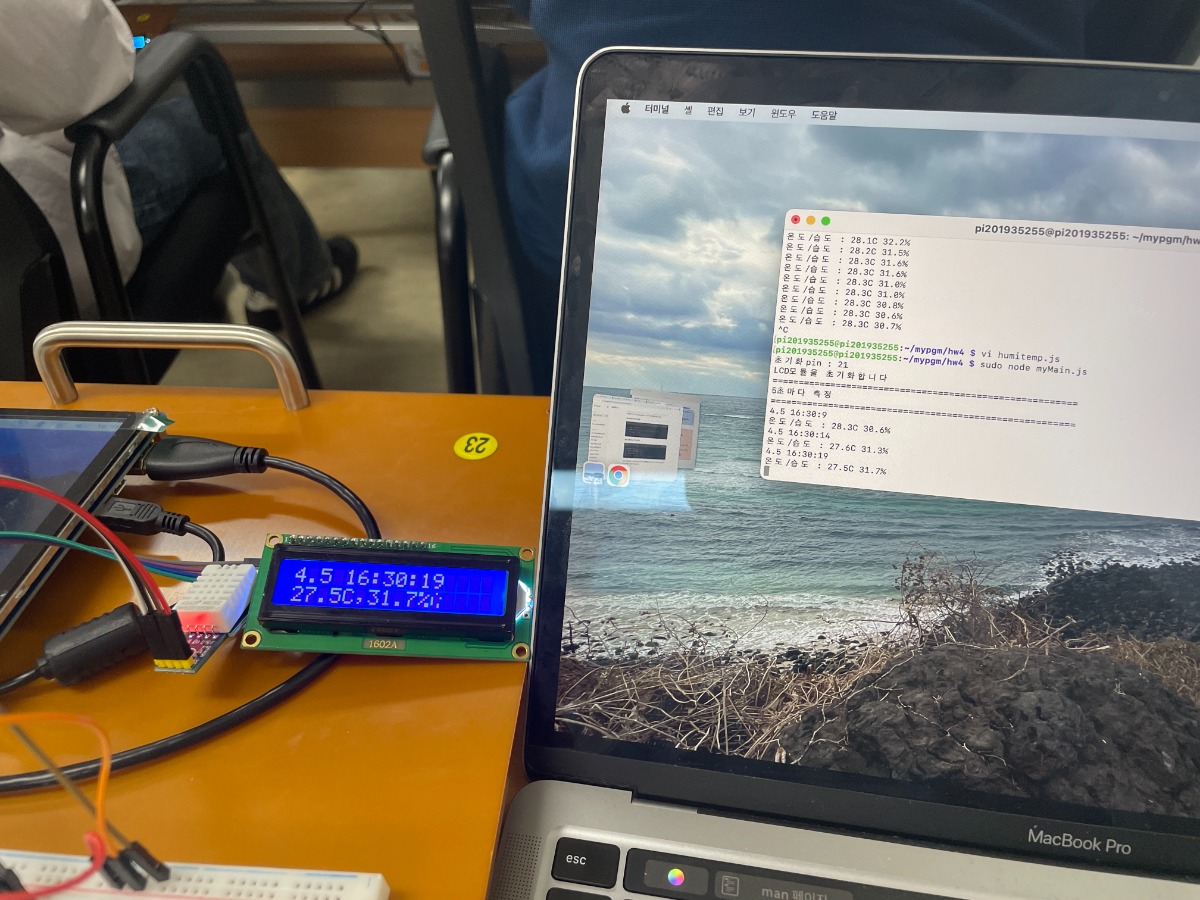 터미널 셸 편집 보기 윈도우 도움말
pi201935255@pi201935255: ~/mypgm/hw
온도/습도 : 28.1C 32.2%
온도/습도 : 28.2C 31.5%
온도/습도 : 28.3C 31.6%
온도/습도 : 28.3C 31.6%
온도/습도 : 28.3C 31.0%
온도/습도 : 28.3C 31.0%
온도/습도 : 28.3C 30.8%
온도/습도 : 28.3C 30.6%
온도/습도 : 28.3C 30.7%
^C
pi201935255@pi201935255:~/mypgm/hw4 $ vi humitemp.js
pi201935255@pi201935255:~/mypgm/hw4 $ sudo node myMain.js
초기화pin : 21
LCD모듈을 초기화합니다
5초마다 측정
4.5 16:30:9
온도/습도 : 28.3C 30.6%
4.5 16:30:14
온도/습도 : 27.6C 31.3%
4.5 16:30:19
온도/습도 : 27.5C 31.7%
23
4.5 16:30:19
27.5C,31.7%
1602A
MacBook Pro
esc
man 페이지